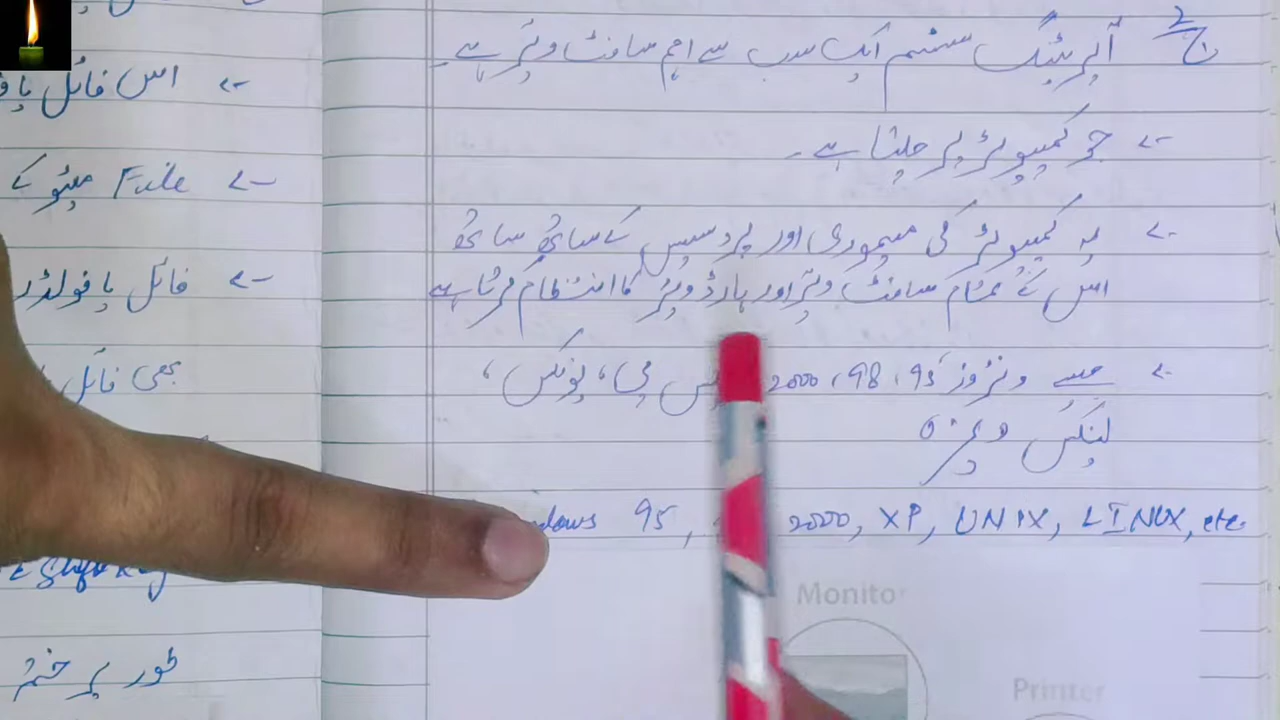 ج 2
آپریٹنگ سسٹم ایک سب سے اہم سافٹ ویئر ہے۔
جو کمپیوٹر پر چلتا ہے۔
یہ کمپیوٹر کی میموری اور پروسیس کے ساتھ ساتھ
اس کے تمام سافٹ ویئر اور ہارڈ ویئر کا انتظام کرتا ہے
جیسے ونڈوز 95، 98، 2000 پی، یونکس،
لینکس وغیرہ
dows 95, 2000, XP, UNIX, LINUX, etc
Monitor
Printer
اس فائل یا
File مینو کے
فائل یا فولڈر
بھی فائل
طور پر ختم